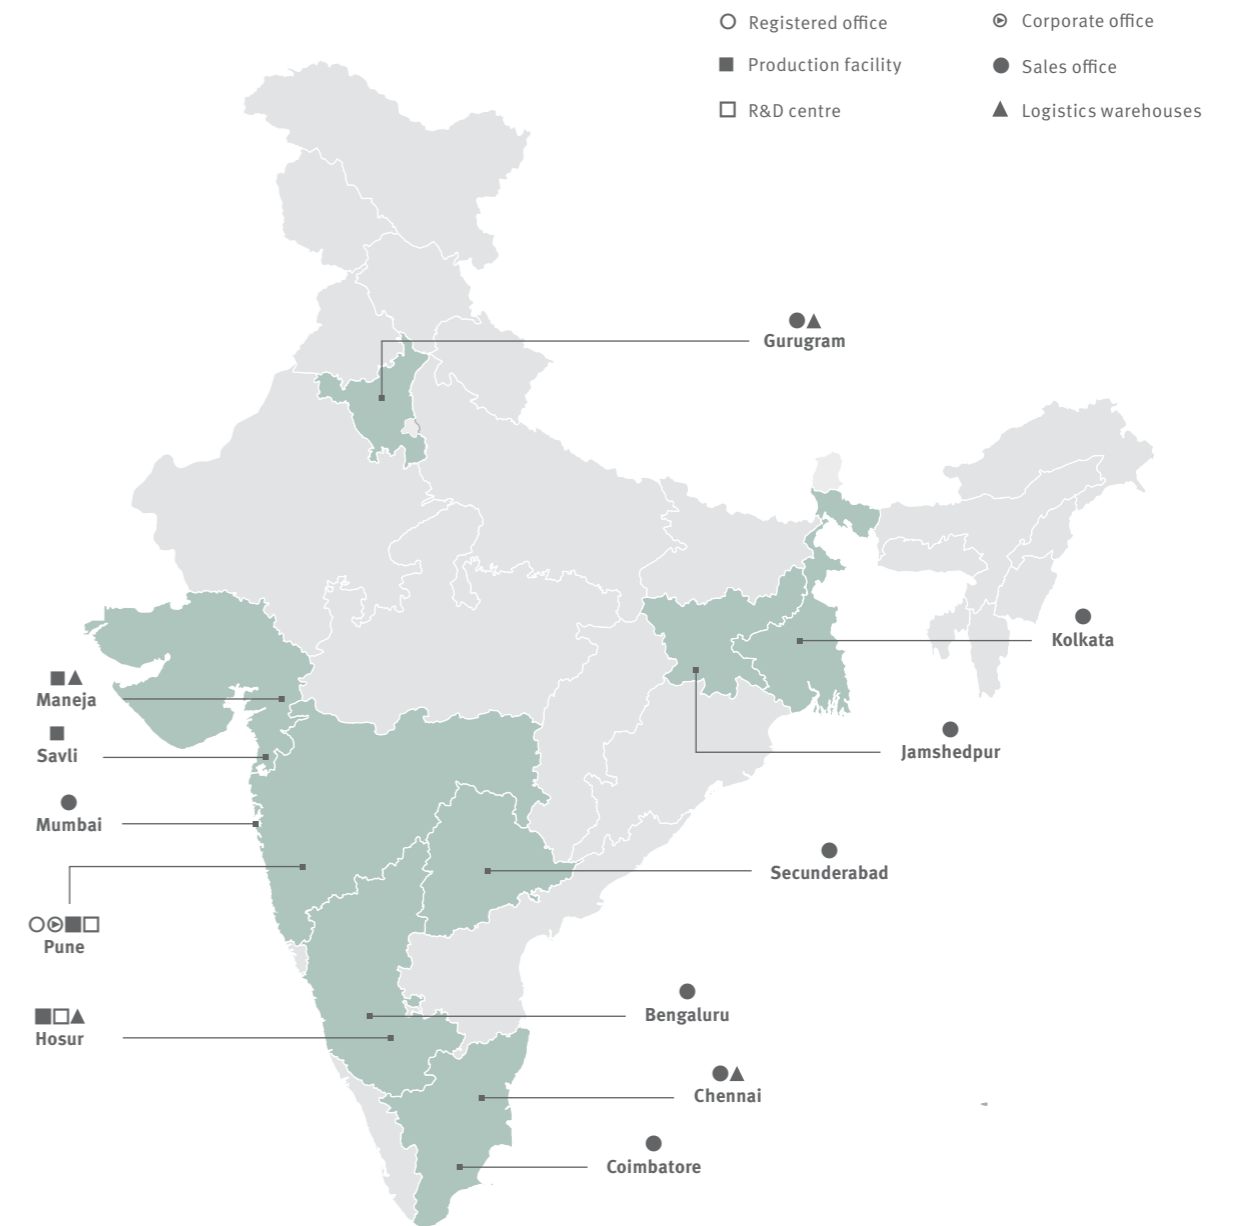 Registered office
Corporate office
Production facility
Sales office
R&D centre
Logistics warehouses
Gurugram
Kolkata
Maneja
Savli
Jamshedpur
Mumbai
Secunderabad
Pune
Bengaluru
Hosur
Chennai
Coimbatore